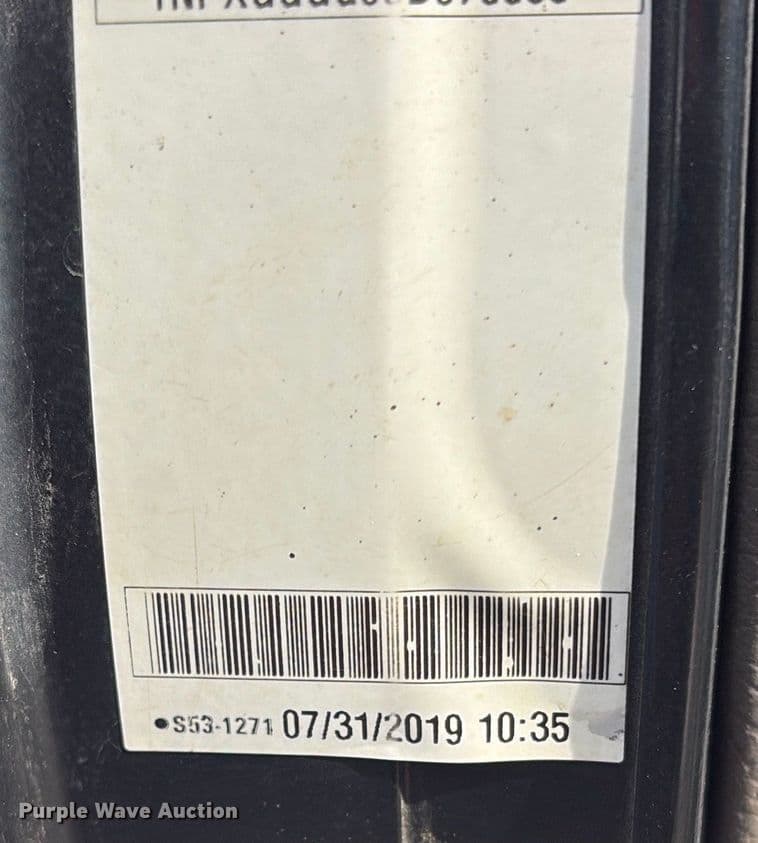 •S53-1271 07/31/2019 10:35
Purple Wave Auction